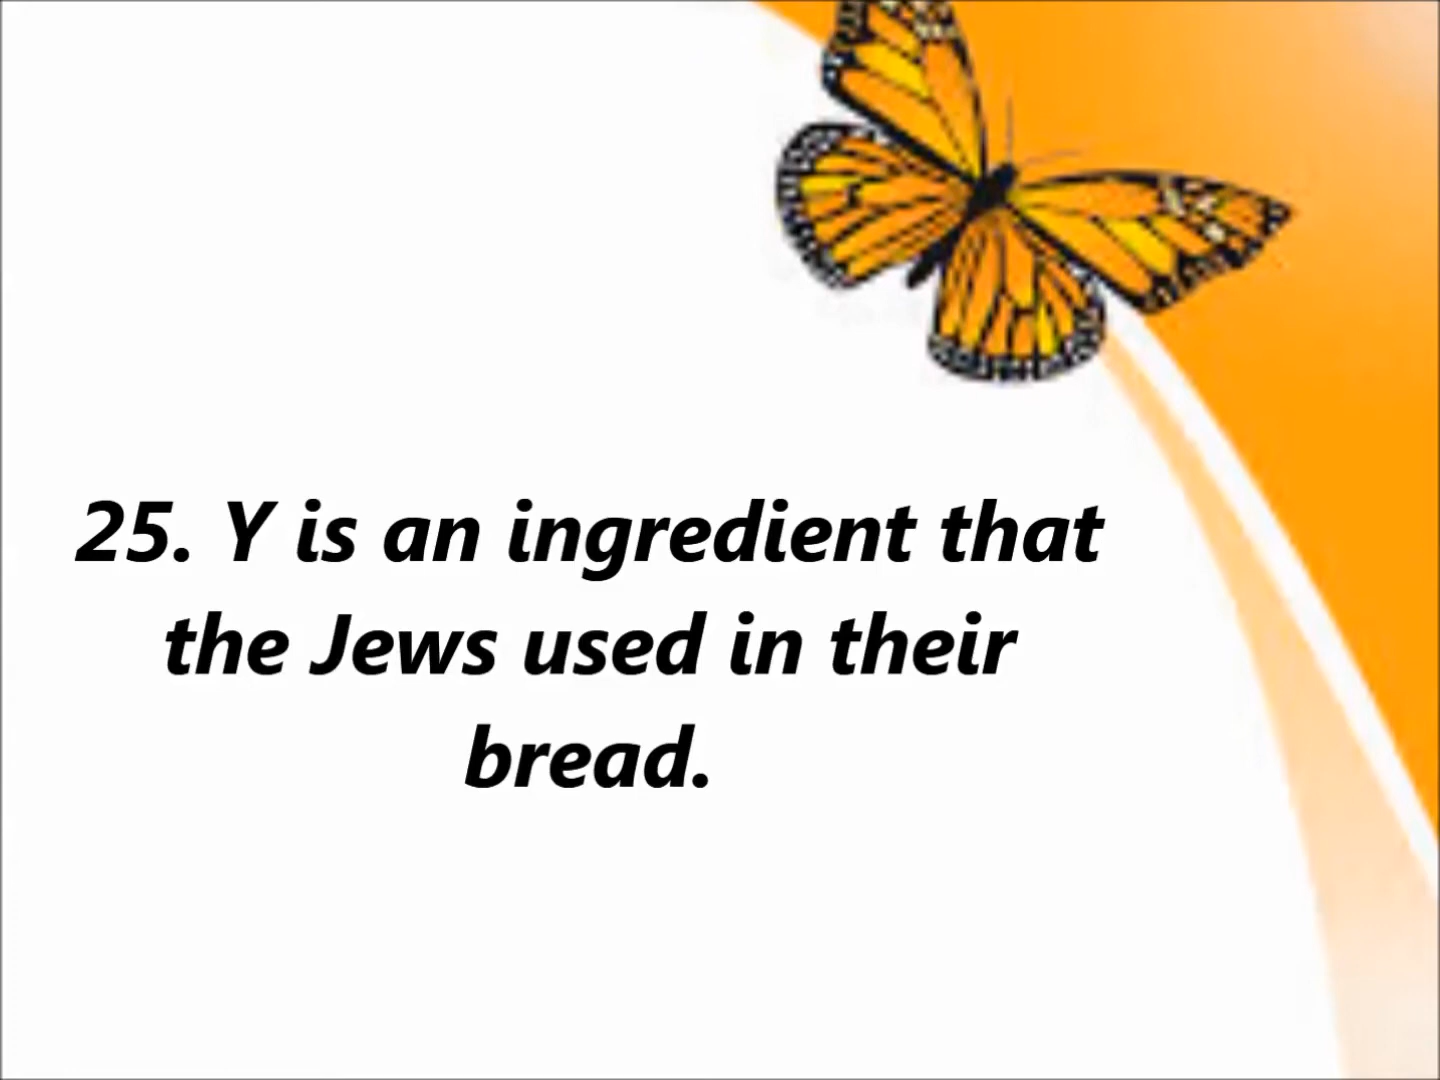 25. Y is an ingredient that
the Jews used in their
bread.